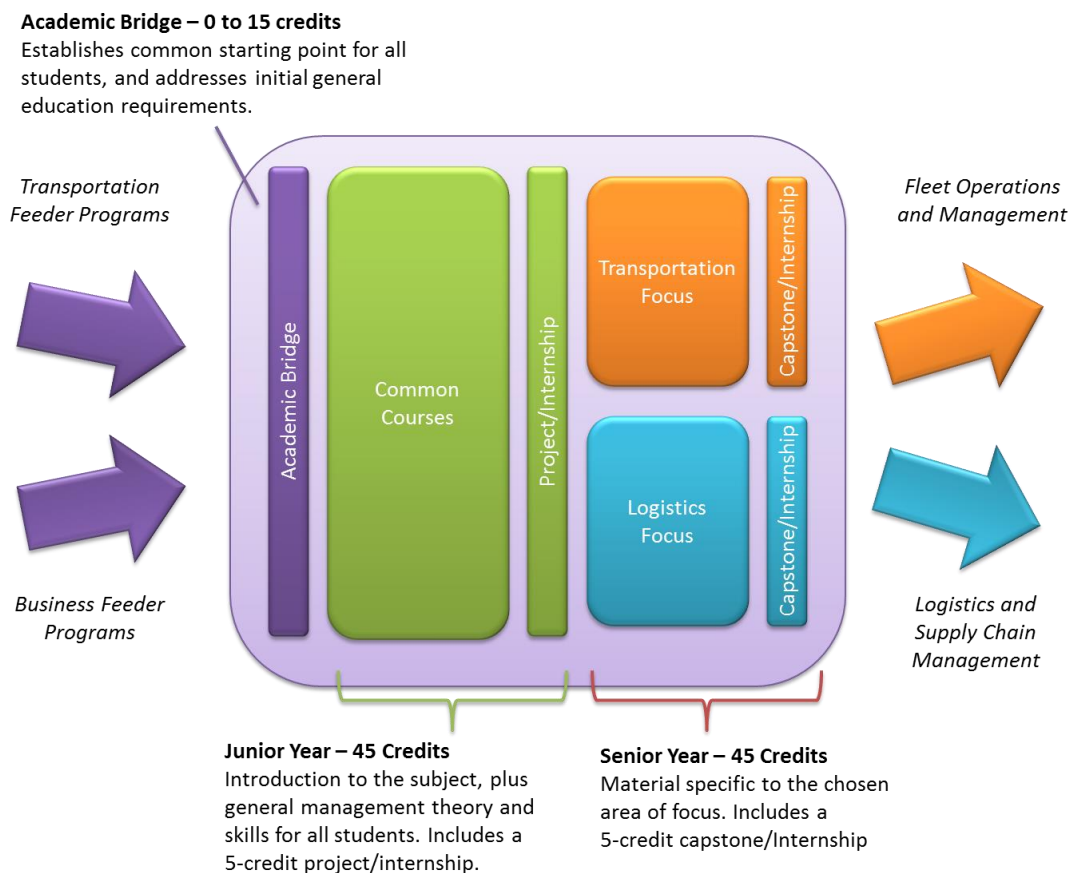 Academic Bridge – 0 to 15 credits
Establishes common starting point for all
students, and addresses initial general
education requirements.
Transportation
Feeder Programs
Business Feeder
Programs
Academic Bridge
Common
Courses
Project/Internship
Transportation
Focus
Capstone/Internship
Logistics
Focus
Capstone/Internship
Fleet Operations
and Management
Logistics and
Supply Chain
Management
Junior Year – 45 Credits
Introduction to the subject, plus
general management theory and
skills for all students. Includes a
5-credit project/internship.
Senior Year – 45 Credits
Material specific to the chosen
area of focus. Includes a
5-credit capstone/Internship